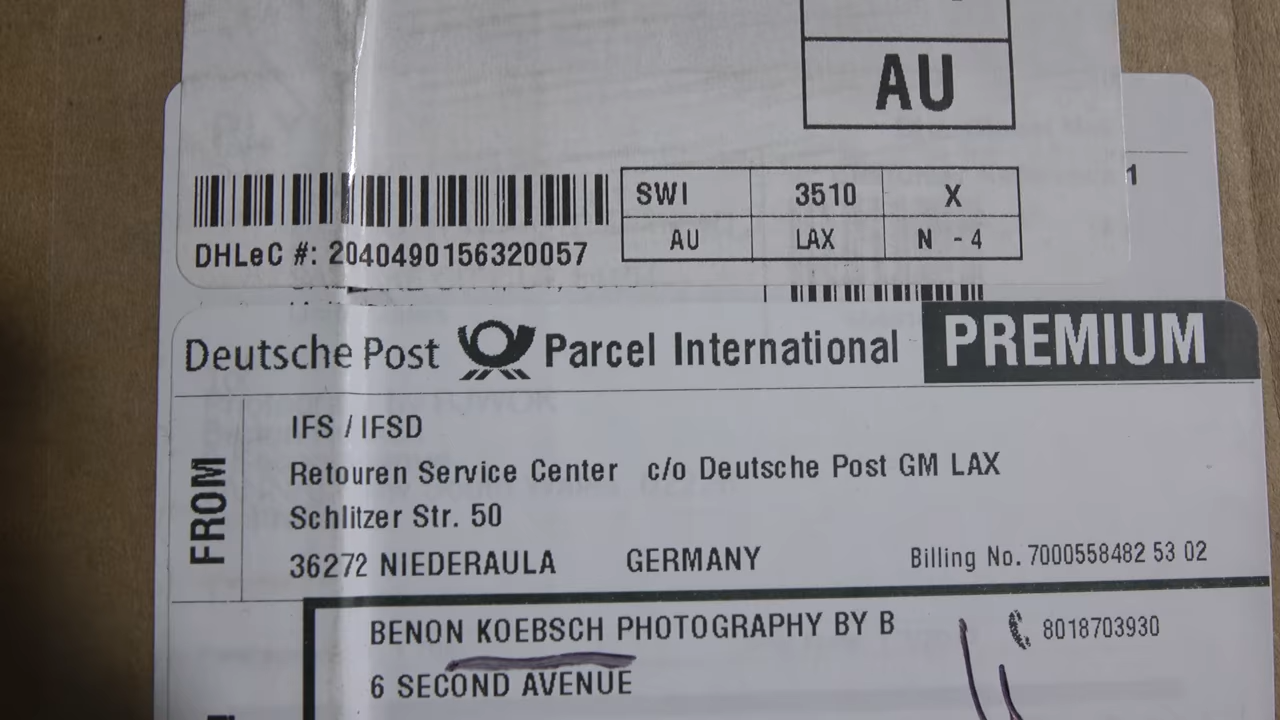 AU
SWI 3510 X
AU LAX N - 4
1
DHLeC #: 2040490156320057
Deutsche Post Parcel International PREMIUM
FROM
IFS / IFSD
Retouren Service Center c/o Deutsche Post GM LAX
Schlitzer Str. 50
36272 NIEDERAULA GERMANY Billing No. 7000558482 53 02
BENON KOEBSCH PHOTOGRAPHY BY B 8018703930
6 SECOND AVENUE